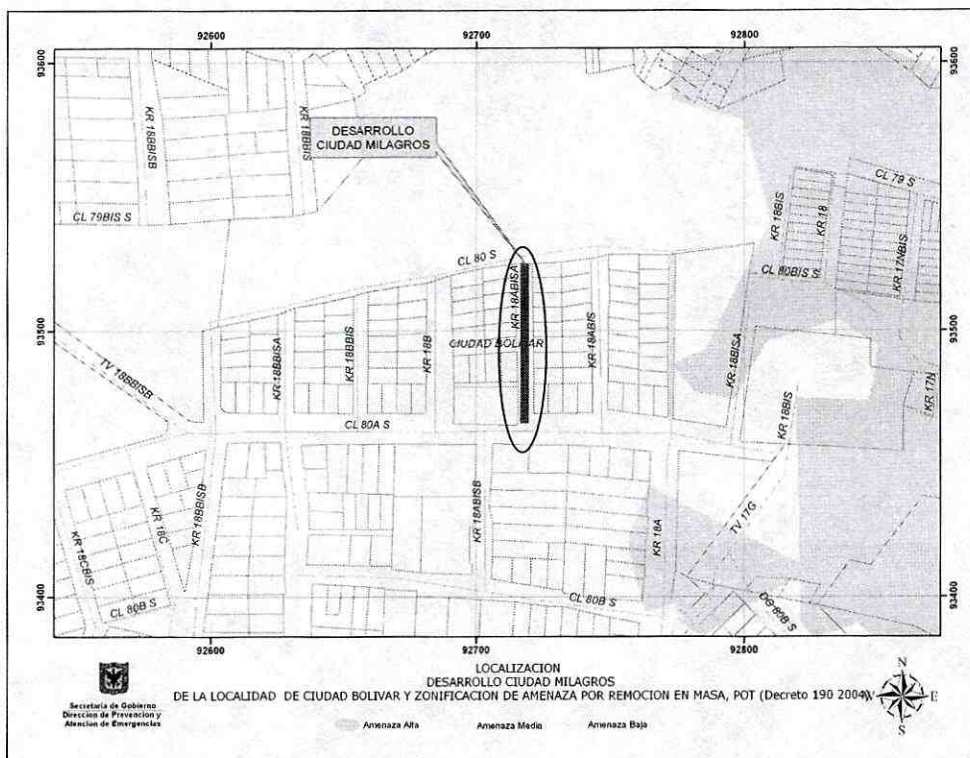 92600
92700
92800
93600
93600
DESARROLLO
CIUDAD MILAGROS
KR 18BBISB
KR 18BBIS
CL 79BIS S
CL 79 S
KR 18BIS
KR 18
KR 17NBIS
CL 80BIS S
CL 80 S
KR 18ABISA
93500
93500
CIUDAD BOLIVAR
KR 18BBISA
KR 18BBIS
KR 18B
KR 18ABIS
KR 18BISA
TV 18BBISB
KR 17N
KR 18BIS
CL 80A S
KR 18CBIS
KR 18C
KR 18BBISB
KR 18ABISB
KR 18A
TV 17G
93400
93400
CL 80B S
CL 80B S
DG 80B S
92600
92700
92800
LOCALIZACION
DESARROLLO CIUDAD MILAGROS
DE LA LOCALIDAD DE CIUDAD BOLIVAR Y ZONIFICACION DE AMENAZA POR REMOCION EN MASA, POT (Decreto 190 2004)
Secretaria de Gobierno
Direccion de Prevencion y
Atencion de Emergencias
Amenaza Alta
Amenaza Media
Amenaza Baja
N
W
E
S